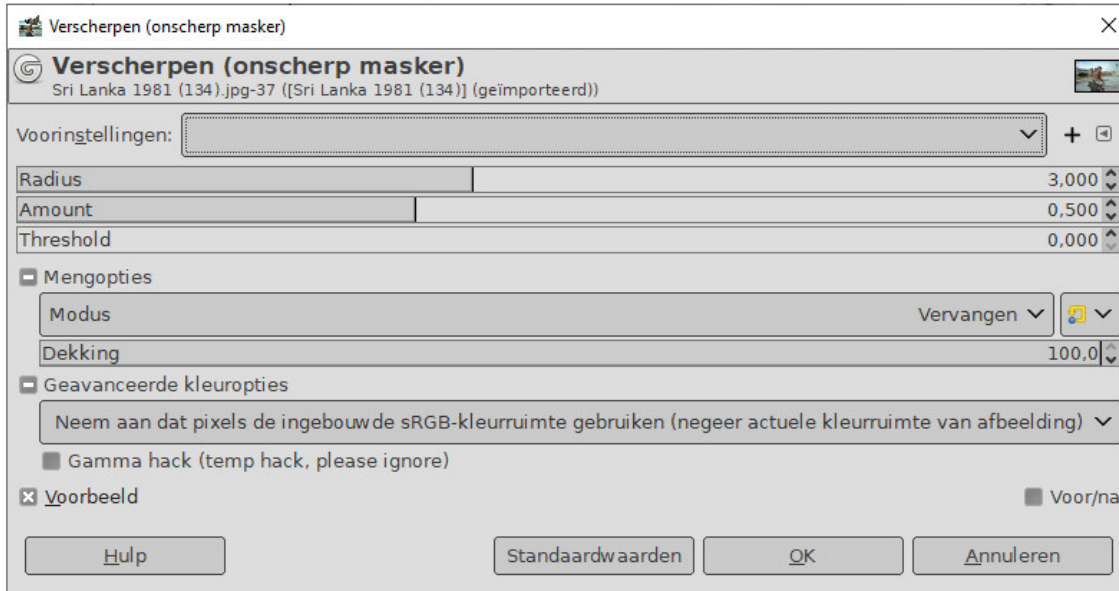 Verscherpen (onscherp masker)
Verscherpen (onscherp masker)
Sri Lanka 1981 (134).jpg-37 ([Sri Lanka 1981 (134)] (geïmporteerd))
Voorinstellingen:
Radius 3,000
Amount 0,500
Threshold 0,000
Mengopties
Modus Vervangen
Dekking 100,0
Geavanceerde kleuropties
Neem aan dat pixels de ingebouwde sRGB-kleurruimte gebruiken (negeer actuele kleurruimte van afbeelding)
Gamma hack (temp hack, please ignore)
Voorbeeld Voor/na
Hulp Standaardwaarden OK Annuleren